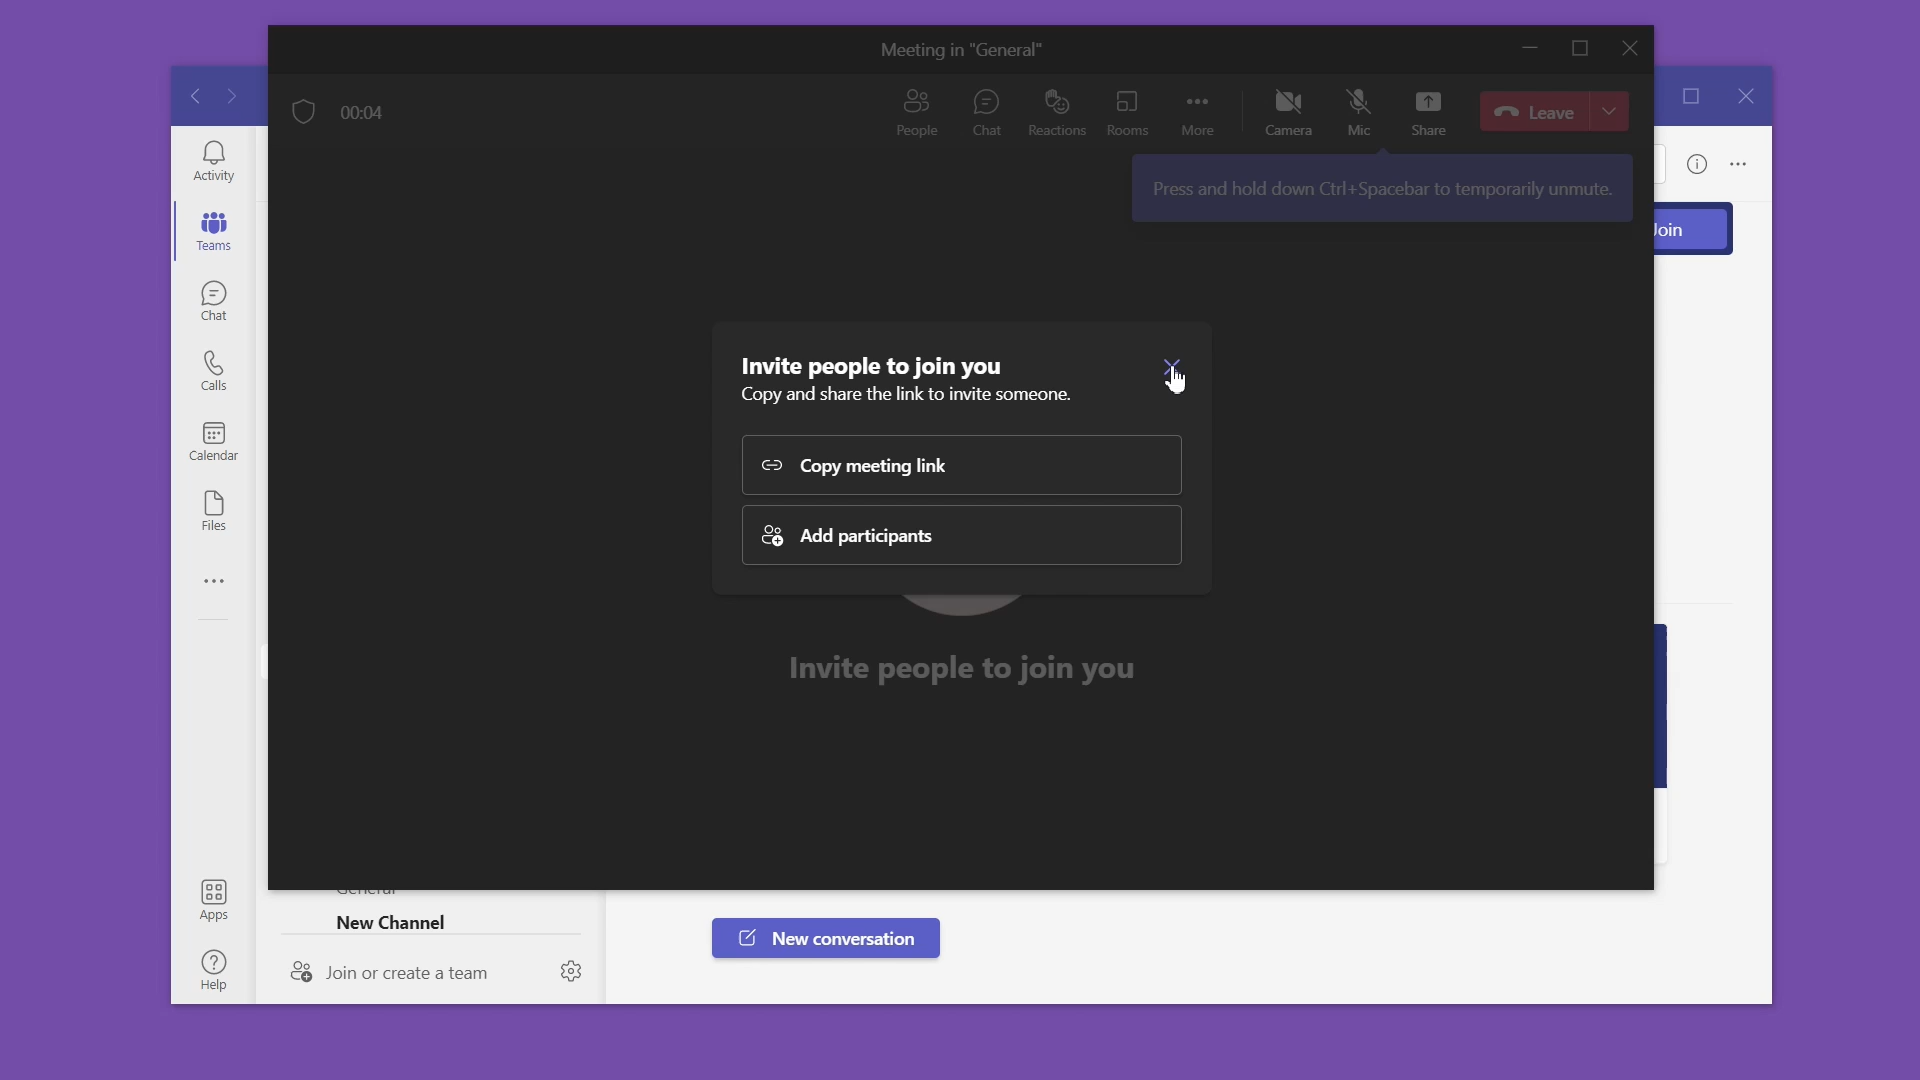 Meeting in "General"
00:04
People
Chat
Reactions
Rooms
More
Camera
Mic
Share
Leave
Press and hold down Ctrl+Spacebar to temporarily unmute.
Join
Activity
Teams
Chat
Calls
Calendar
Files
Invite people to join you
Copy and share the link to invite someone.
Copy meeting link
Add participants
Invite people to join you
Apps
Help
General
New Channel
Join or create a team
New conversation